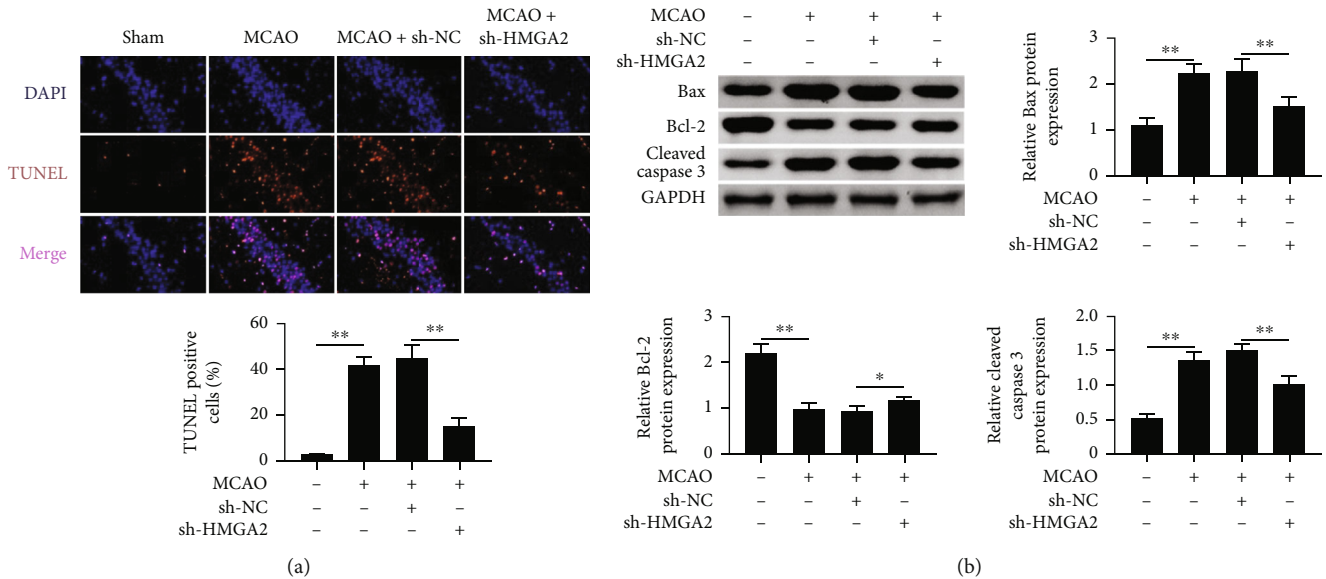 Sham MCAO MCAO + sh-NC MCAO +
sh-HMGA2
DAPI
TUNEL
Merge
60
40
20
0
TUNEL positive
cells (%)
** **
MCAO – + + +
sh-NC – – + –
sh-HMGA2 – – – +
(a)
MCAO – + + +
sh-NC – – + –
sh-HMGA2 – – – +
Bax
Bcl-2
Cleaved
caspase 3
GAPDH
3
2
1
0
Relative Bax protein
expression
** **
MCAO – + + +
sh-NC – – + –
sh-HMGA2 – – – +
3
2
1
0
Relative Bcl-2
protein expression
** *
MCAO – + + +
sh-NC – – + –
sh-HMGA2 – – – +
2.0
1.5
1.0
0.5
0.0
Relative cleaved
caspase 3
protein expression
** **
MCAO – + + +
sh-NC – – + –
sh-HMGA2 – – – +
(b)